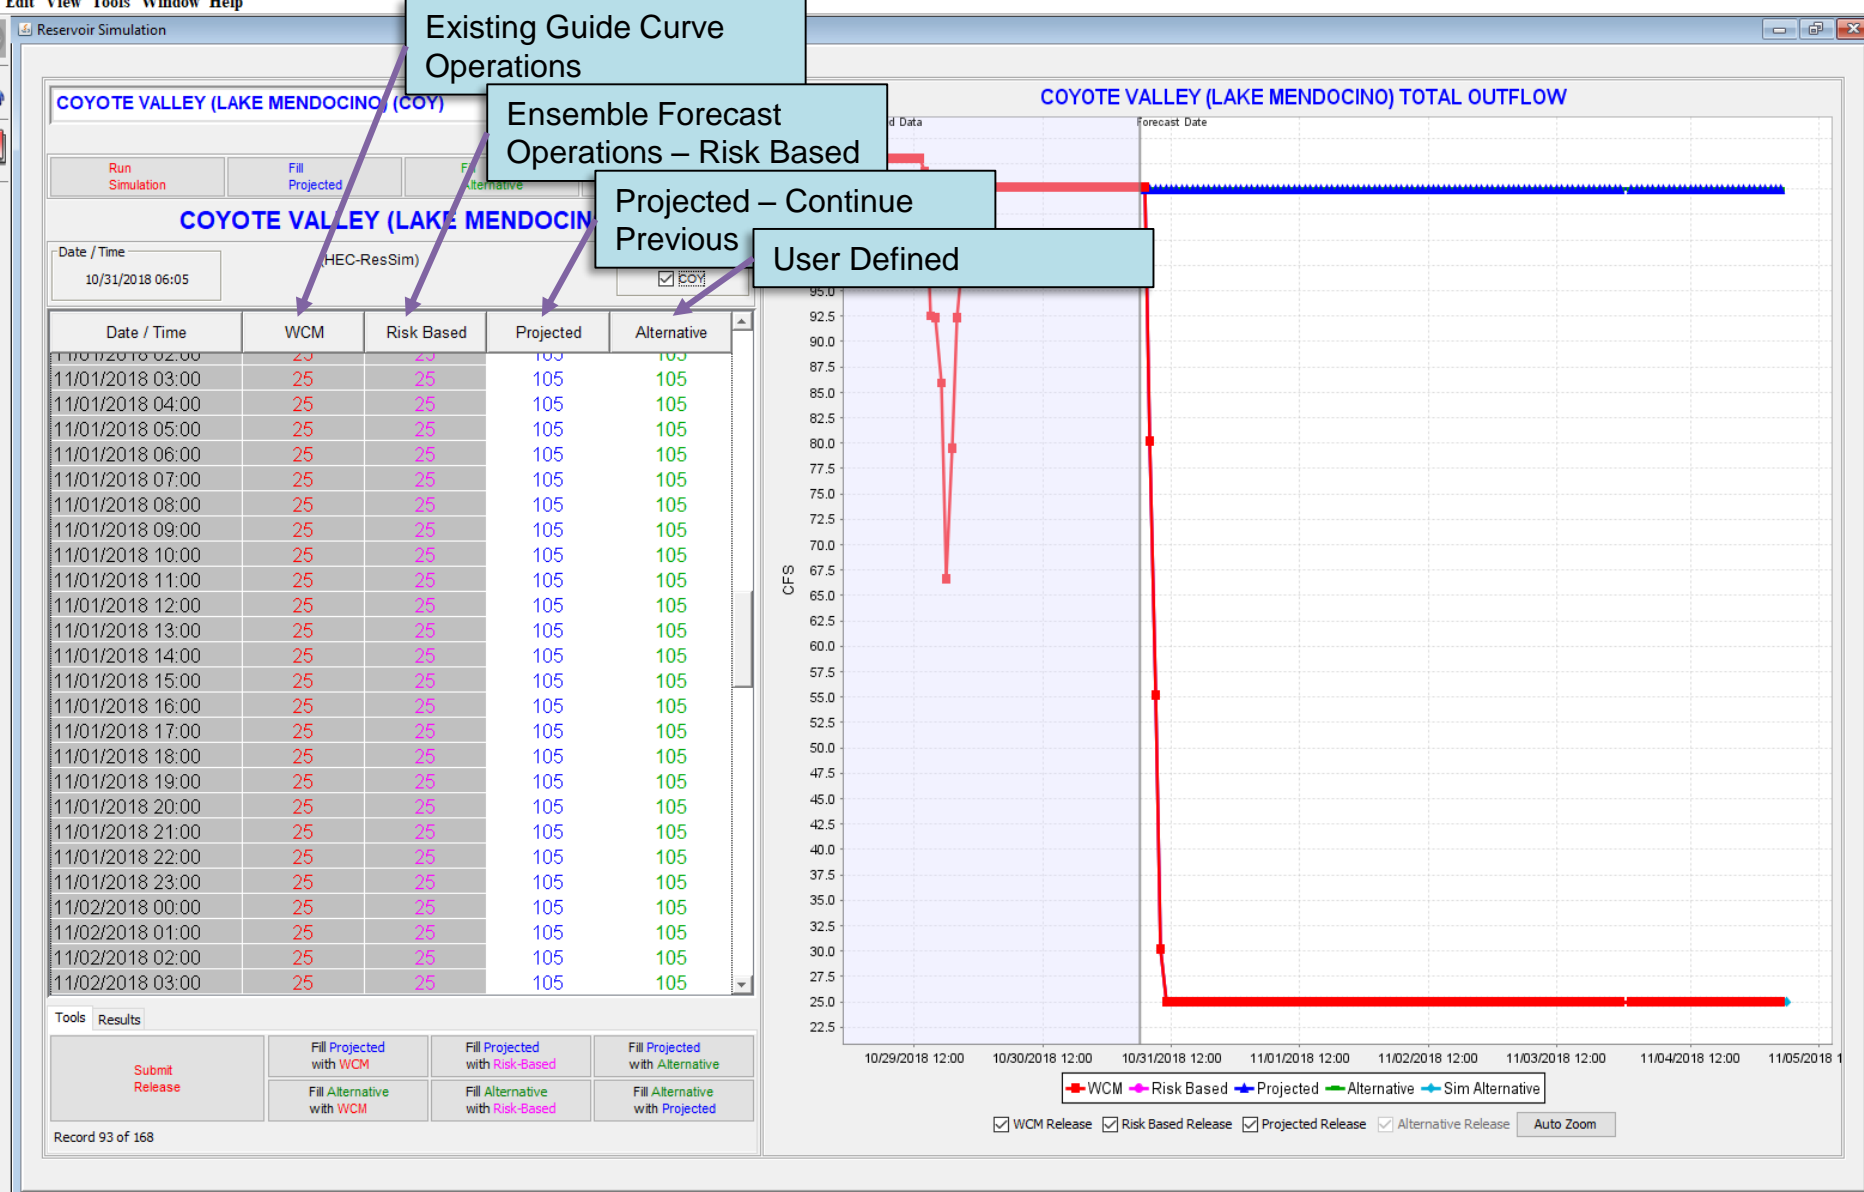 Edit View Tools Window Help
Reservoir Simulation
Existing Guide Curve
Operations
Ensemble Forecast
Operations – Risk Based
Projected – Continue
Previous
User Defined
COYOTE VALLEY (LAKE MENDOCINO) (COY)
Run
Simulation
Fill
Projected
COYOTE VALLEY (LAKE MENDOCIN
Date / Time
10/31/2018 06:05
(HEC-ResSim)
COY
Date / Time WCM Risk Based Projected Alternative
11/01/2018 02:00 25 25 105 105
11/01/2018 03:00 25 25 105 105
11/01/2018 04:00 25 25 105 105
11/01/2018 05:00 25 25 105 105
11/01/2018 06:00 25 25 105 105
11/01/2018 07:00 25 25 105 105
11/01/2018 08:00 25 25 105 105
11/01/2018 09:00 25 25 105 105
11/01/2018 10:00 25 25 105 105
11/01/2018 11:00 25 25 105 105
11/01/2018 12:00 25 25 105 105
11/01/2018 13:00 25 25 105 105
11/01/2018 14:00 25 25 105 105
11/01/2018 15:00 25 25 105 105
11/01/2018 16:00 25 25 105 105
11/01/2018 17:00 25 25 105 105
11/01/2018 18:00 25 25 105 105
11/01/2018 19:00 25 25 105 105
11/01/2018 20:00 25 25 105 105
11/01/2018 21:00 25 25 105 105
11/01/2018 22:00 25 25 105 105
11/01/2018 23:00 25 25 105 105
11/02/2018 00:00 25 25 105 105
11/02/2018 01:00 25 25 105 105
11/02/2018 02:00 25 25 105 105
11/02/2018 03:00 25 25 105 105
Tools Results
Submit
Release
Fill Projected
with WCM
Fill Projected
with Risk-Based
Fill Projected
with Alternative
Fill Alternative
with WCM
Fill Alternative
with Risk-Based
Fill Alternative
with Projected
Record 93 of 168
COYOTE VALLEY (LAKE MENDOCINO) TOTAL OUTFLOW
d Data
Forecast Date
95.0
92.5
90.0
87.5
85.0
82.5
80.0
77.5
75.0
72.5
70.0
67.5
65.0
62.5
60.0
57.5
55.0
52.5
50.0
47.5
45.0
42.5
40.0
37.5
35.0
32.5
30.0
27.5
25.0
22.5
CFS
10/29/2018 12:00 10/30/2018 12:00 10/31/2018 12:00 11/01/2018 12:00 11/02/2018 12:00 11/03/2018 12:00 11/04/2018 12:00 11/05/2018 1
WCM Risk Based Projected Alternative Sim Alternative
WCM Release Risk Based Release Projected Release Alternative Release Auto Zoom